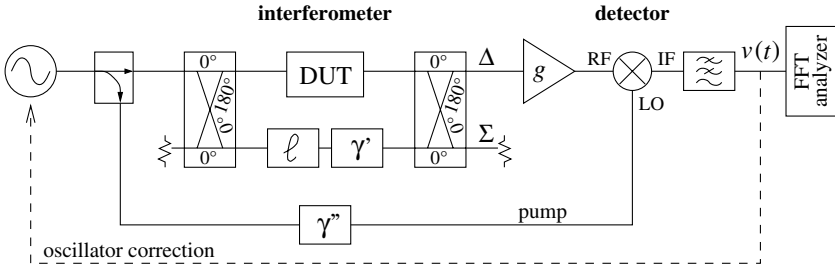 interferometer
detector
0°
0°
180°
0°
0°
DUT
0°
0°
180°
0°
0°
Δ
Σ
g
RF
IF
LO
v(t)
FFT
analyzer
ℓ
γ'
γ"
pump
oscillator correction